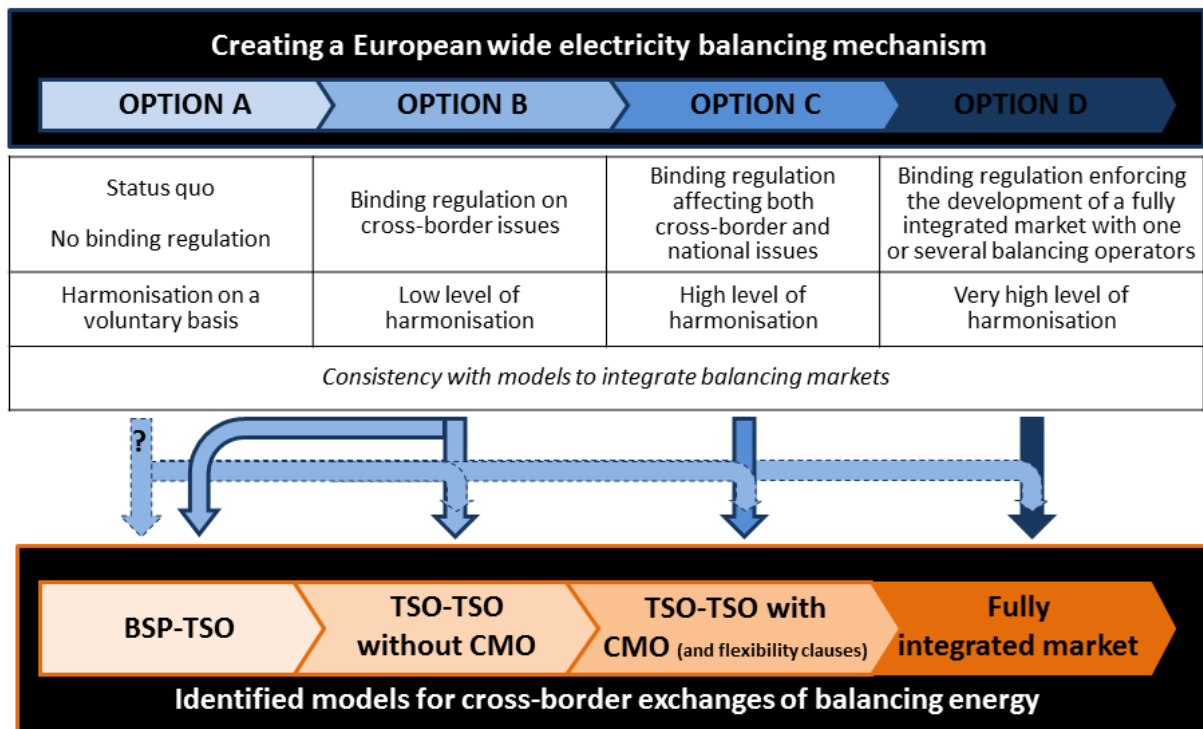 Creating a European wide electricity balancing mechanism
OPTION A
OPTION B
OPTION C
OPTION D
Status quo
No binding regulation
Binding regulation on
cross-border issues
Binding regulation
affecting both
cross-border and
national issues
Binding regulation enforcing
the development of a fully
integrated market with one
or several balancing operators
Harmonisation on a
voluntary basis
Low level of
harmonisation
High level of
harmonisation
Very high level of
harmonisation
Consistency with models to integrate balancing markets
?
BSP-TSO
TSO-TSO
without CMO
TSO-TSO with
CMO (and flexibility clauses)
Fully
integrated market
Identified models for cross-border exchanges of balancing energy